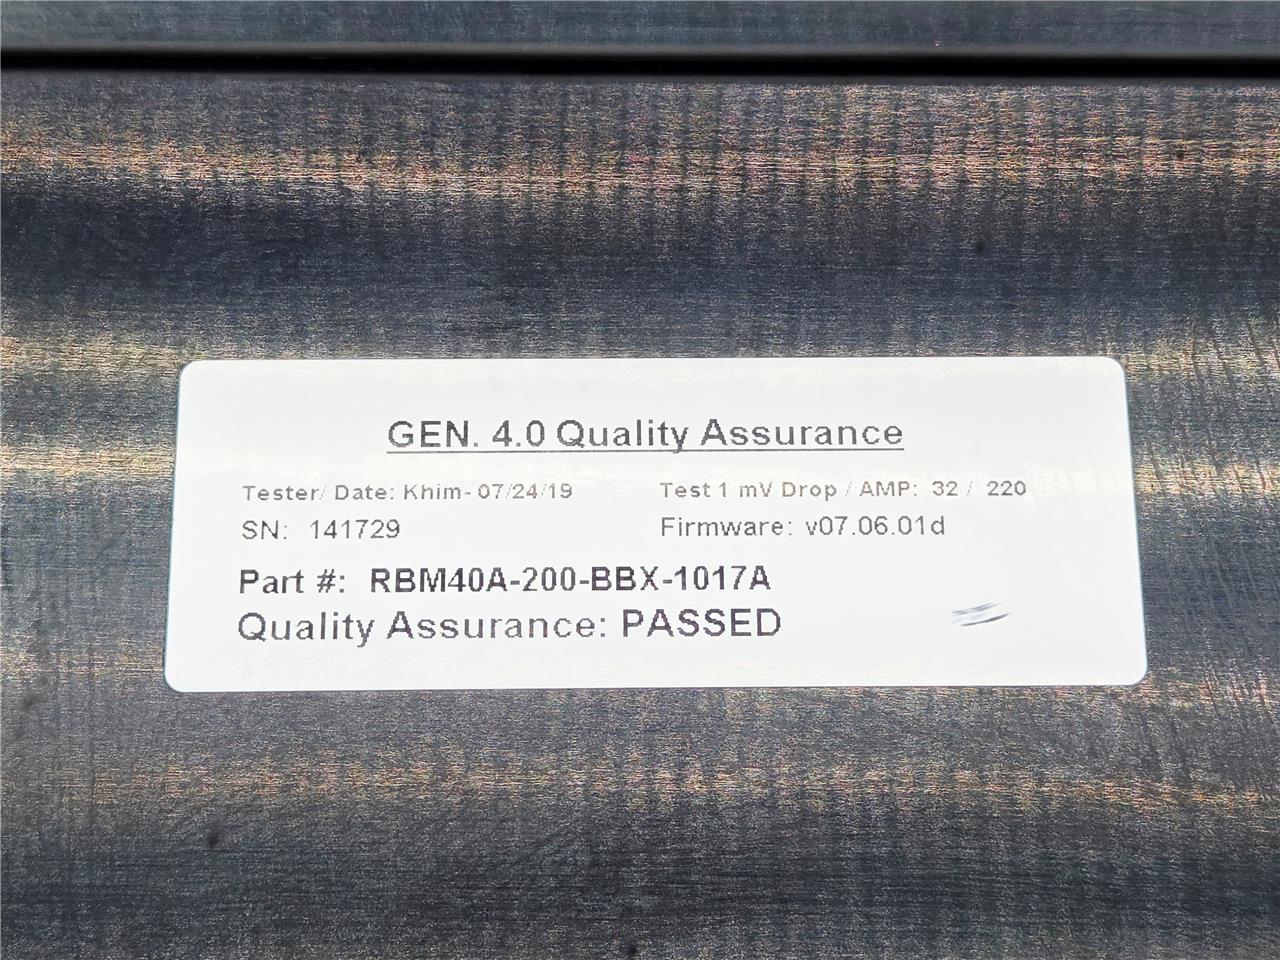 GEN. 4.0 Quality Assurance
Tester/ Date: Khim- 07/24/19 Test 1 mV Drop / AMP: 32 / 220
SN: 141729 Firmware: v07.06.01d
Part #: RBM40A-200-BBX-1017A
Quality Assurance: PASSED